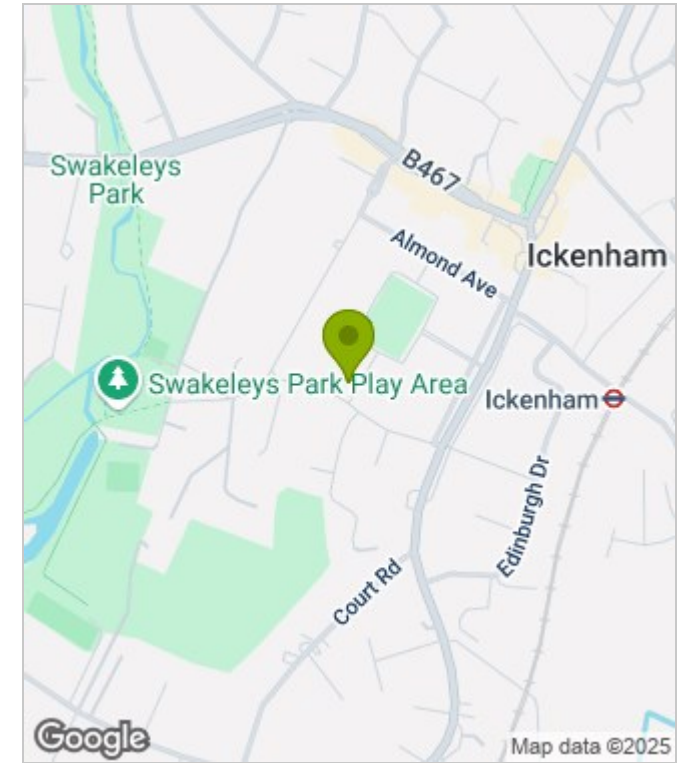 B467
Swakeleys
Park
Almond Ave
Ickenham
Swakeleys Park Play Area
Ickenham
Edinburgh Dr
Court Rd
Google
Map data ©2025